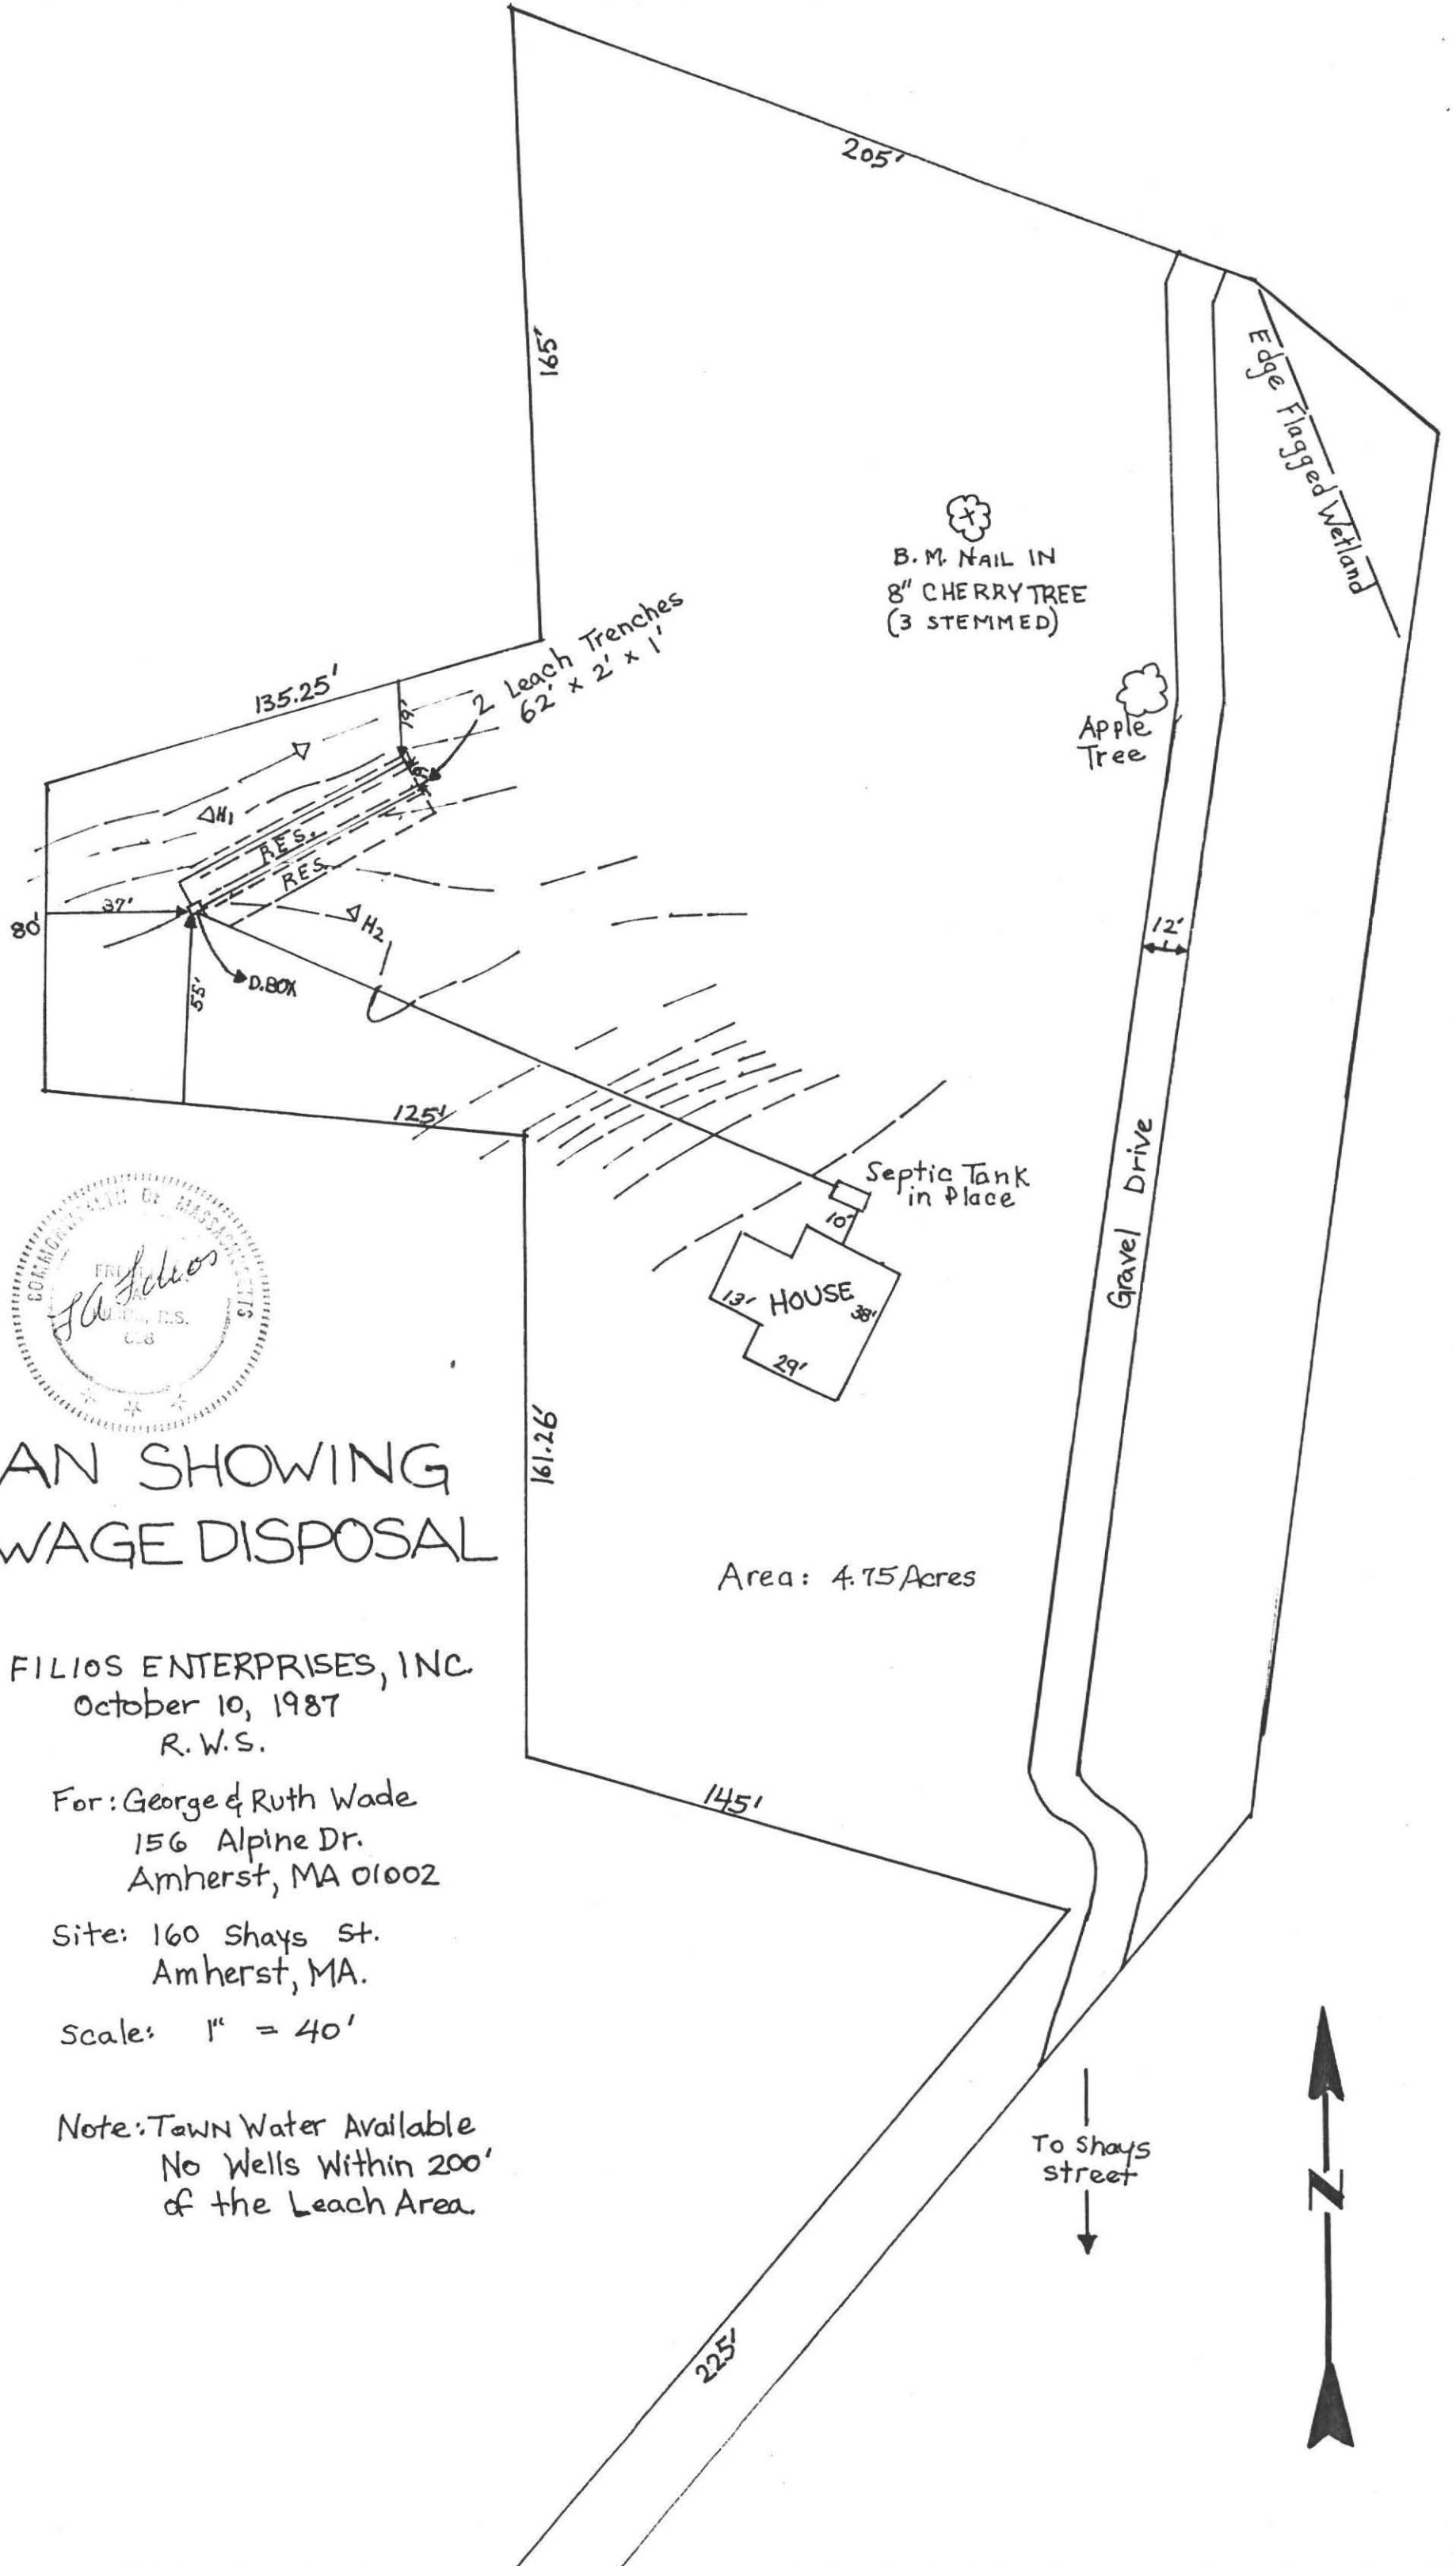 205'
165'
Edge Flagged Wetland
B.M. NAIL IN
8" CHERRY TREE
(3 STEMMED)
2 Leach Trenches
62' x 2' x 1'
135.25'
19'
Apple
Tree
H1
RES.
RES.
37'
80'
H2
12'
D.BOX
55'
125'
Septic Tank
in Place
10'
Gravel Drive
COMMONWEALTH OF MASSACHUSETTS
13'
HOUSE
38'
29'
161.26'
AN SHOWING
WAGE DISPOSAL
Area: 4.75 Acres
FILIOS ENTERPRISES, INC.
October 10, 1987
R.W.S.
For: George & Ruth Wade
156 Alpine Dr.
Amherst, MA 01002
145'
Site: 160 Shays St.
Amherst, MA.
Scale: 1" = 40'
Note: Town Water Available
No Wells Within 200'
of the Leach Area.
To Shays
street
N
225'